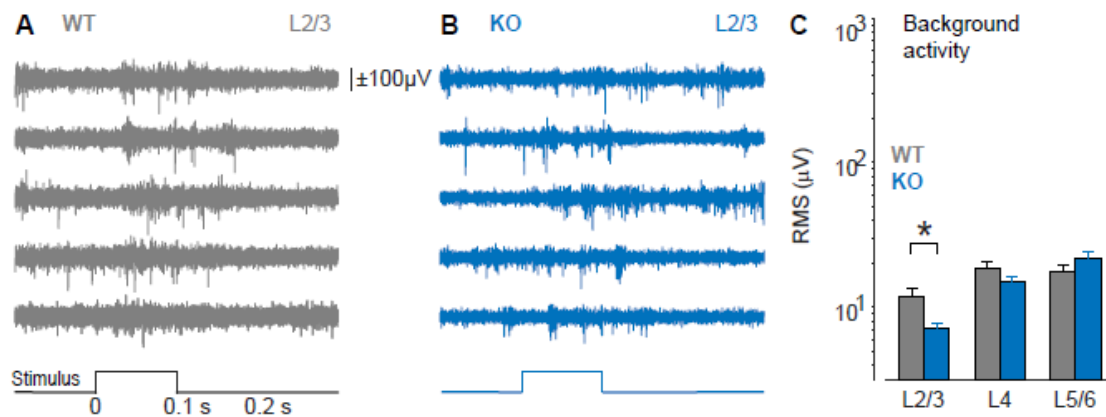 A WT L2/3
±100µV
Stimulus
0 0.1 s 0.2 s
B KO L2/3
C
Background
activity
RMS (µV)
10³
10²
10¹
WT
KO
*
L2/3 L4 L5/6